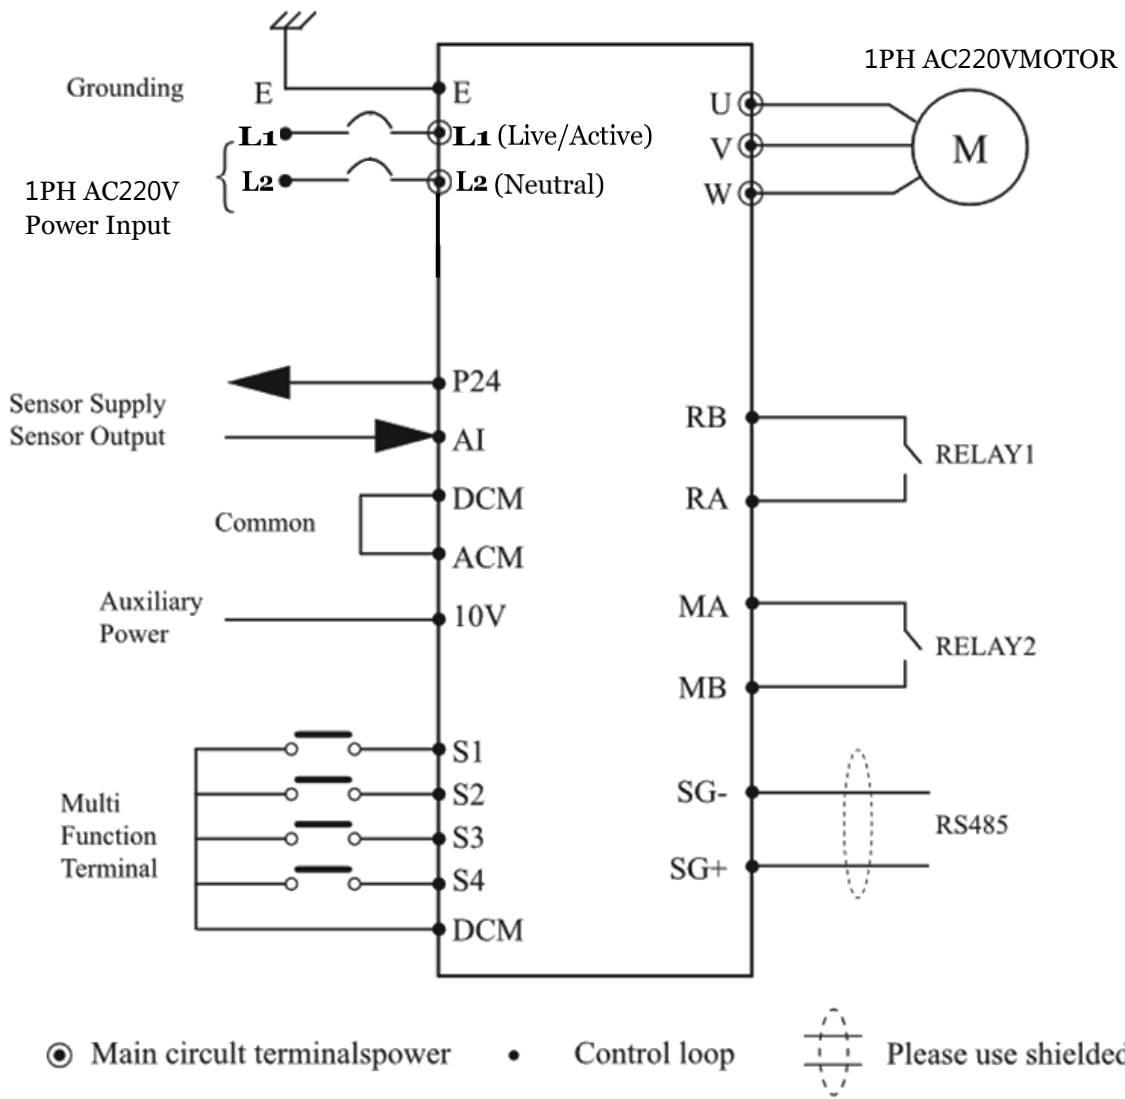 1PH AC220VMOTOR
Grounding
E
E
U
L1
L1 (Live/Active)
V
M
L2
L2 (Neutral)
W
1PH AC220V
Power Input
P24
Sensor Supply
Sensor Output
AI
RB
RELAY1
RA
DCM
Common
ACM
Auxiliary
Power
10V
MA
RELAY2
MB
S1
S2
S3
S4
DCM
Multi
Function
Terminal
SG-
RS485
SG+
Main circult terminalspower
Control loop
Please use shielded